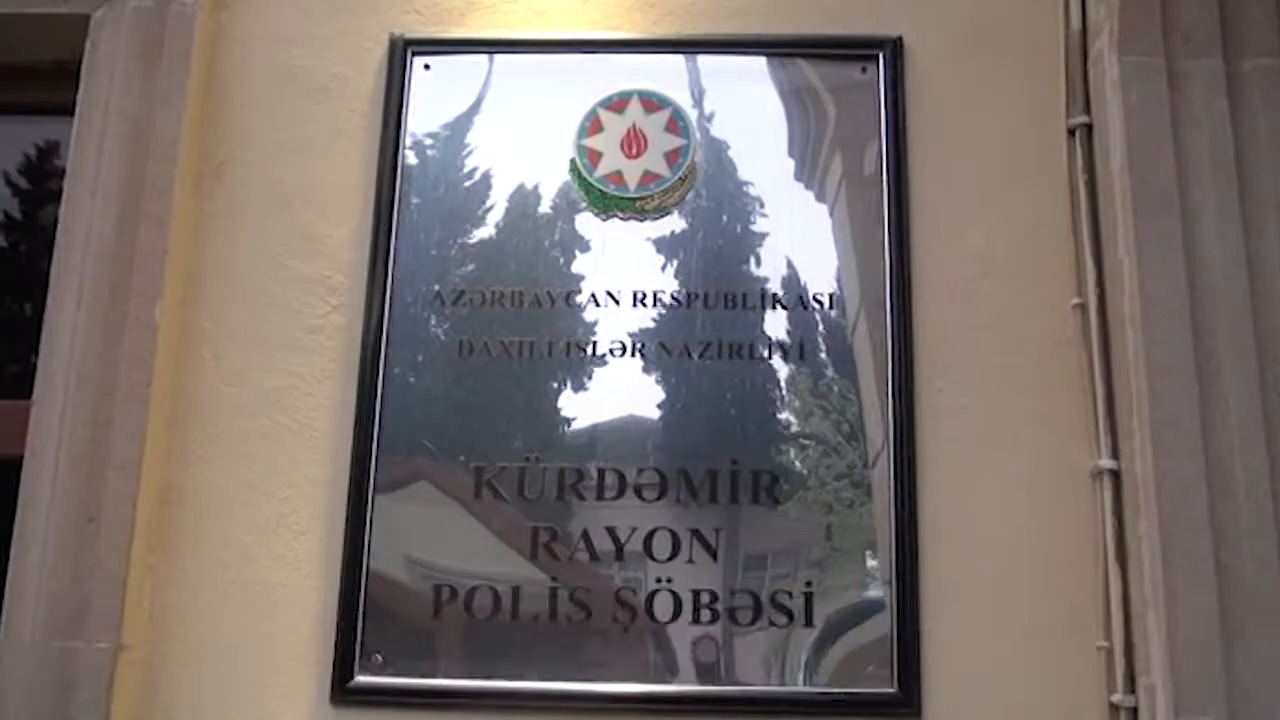 AZƏRBAYCAN RESPUBLİKASI
DAXİLİ İŞLƏR NAZİRLİYİ
KÜRDƏMİR
RAYON
POLİS ŞÖBƏSİ